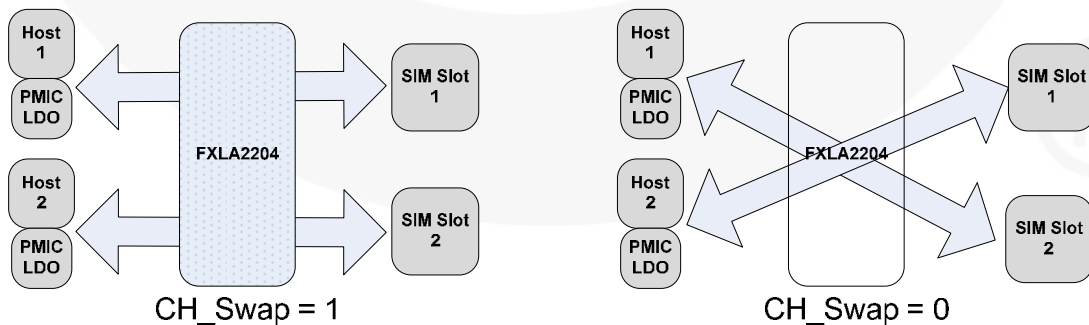 Host
1
PMIC
LDO
FXLA2204
SIM Slot
1
Host
2
PMIC
LDO
SIM Slot
2
CH_Swap = 1
Host
1
PMIC
LDO
FXLA2204
SIM Slot
1
Host
2
PMIC
LDO
SIM Slot
2
CH_Swap = 0